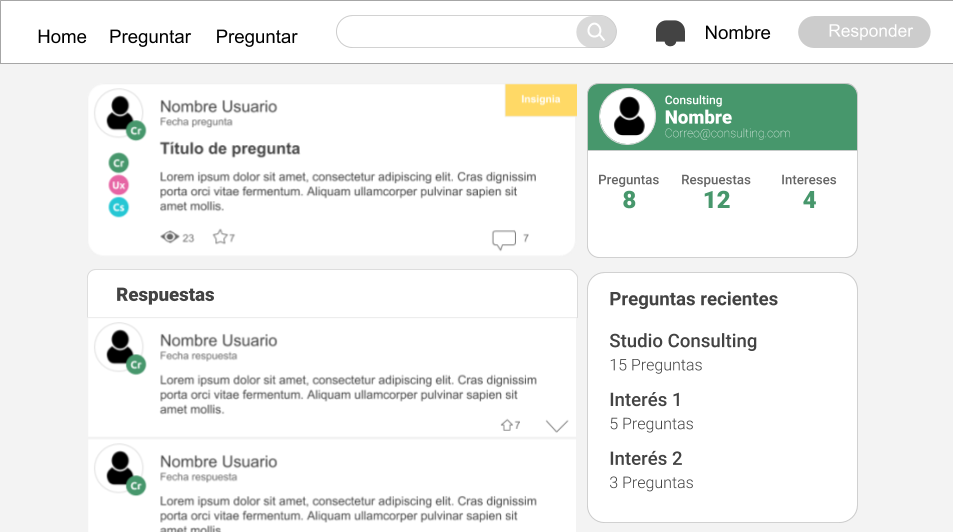 Home Preguntar Preguntar Nombre Responder
Nombre Usuario
Fecha pregunta
Insignia
Cr
Título de pregunta
Cr
Ux
Cs
Lorem ipsum dolor sit amet, consectetur adipiscing elit. Cras dignissim
porta orci vitae fermentum. Aliquam ullamcorper pulvinar sapien sit
amet mollis.
23 7 7
Respuestas
Nombre Usuario
Fecha respuesta
Cr
Lorem ipsum dolor sit amet, consectetur adipiscing elit. Cras dignissim
porta orci vitae fermentum. Aliquam ullamcorper pulvinar sapien sit
amet mollis.
7
Nombre Usuario
Fecha respuesta
Cr
Lorem ipsum dolor sit amet, consectetur adipiscing elit. Cras dignissim
porta orci vitae fermentum. Aliquam ullamcorper pulvinar sapien sit
amet mollis.
Consulting
Nombre
Correo@consulting.com
Preguntas Respuestas Intereses
8 12 4
Preguntas recientes
Studio Consulting
15 Preguntas
Interés 1
5 Preguntas
Interés 2
3 Preguntas